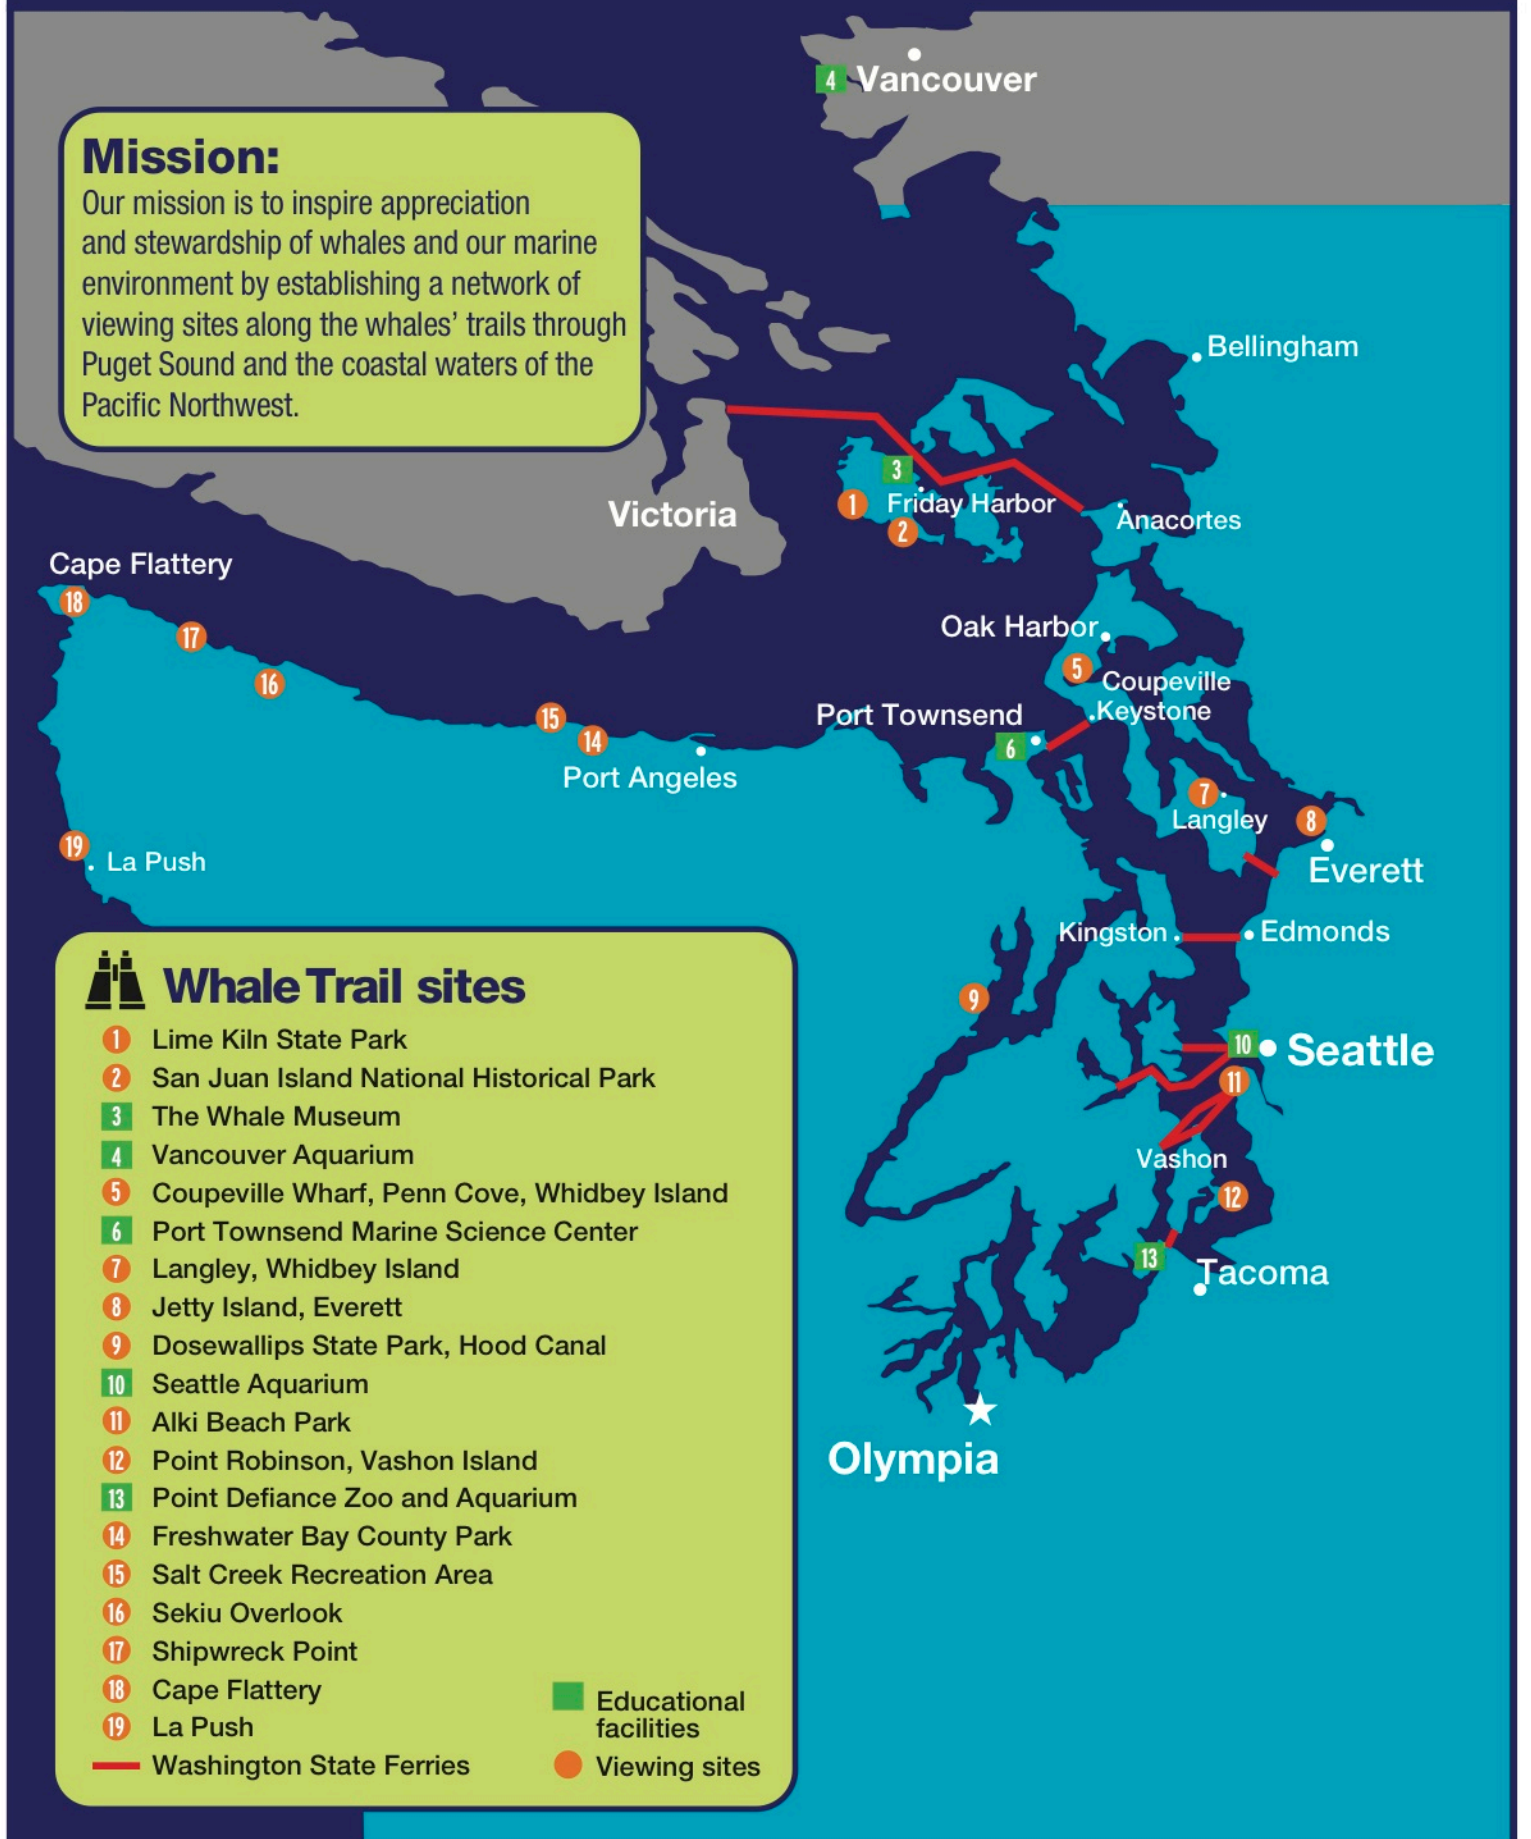 4 Vancouver
Mission:
Our mission is to inspire appreciation
and stewardship of whales and our marine
environment by establishing a network of
viewing sites along the whales’ trails through
Puget Sound and the coastal waters of the
Pacific Northwest.
Bellingham
3
1 Friday Harbor
2
Victoria
Anacortes
Cape Flattery
18
17
16
15
14
Port Angeles
19
La Push
Oak Harbor
5
Coupeville
Keystone
Port Townsend
6
7
Langley
8
Everett
Kingston
Edmonds
9
10 Seattle
11
Vashon
12
13
Tacoma
Olympia
Whale Trail sites
1 Lime Kiln State Park
2 San Juan Island National Historical Park
3 The Whale Museum
4 Vancouver Aquarium
5 Coupeville Wharf, Penn Cove, Whidbey Island
6 Port Townsend Marine Science Center
7 Langley, Whidbey Island
8 Jetty Island, Everett
9 Dosewallips State Park, Hood Canal
10 Seattle Aquarium
11 Alki Beach Park
12 Point Robinson, Vashon Island
13 Point Defiance Zoo and Aquarium
14 Freshwater Bay County Park
15 Salt Creek Recreation Area
16 Sekiu Overlook
17 Shipwreck Point
18 Cape Flattery
19 La Push
Washington State Ferries
Educational
facilities
Viewing sites